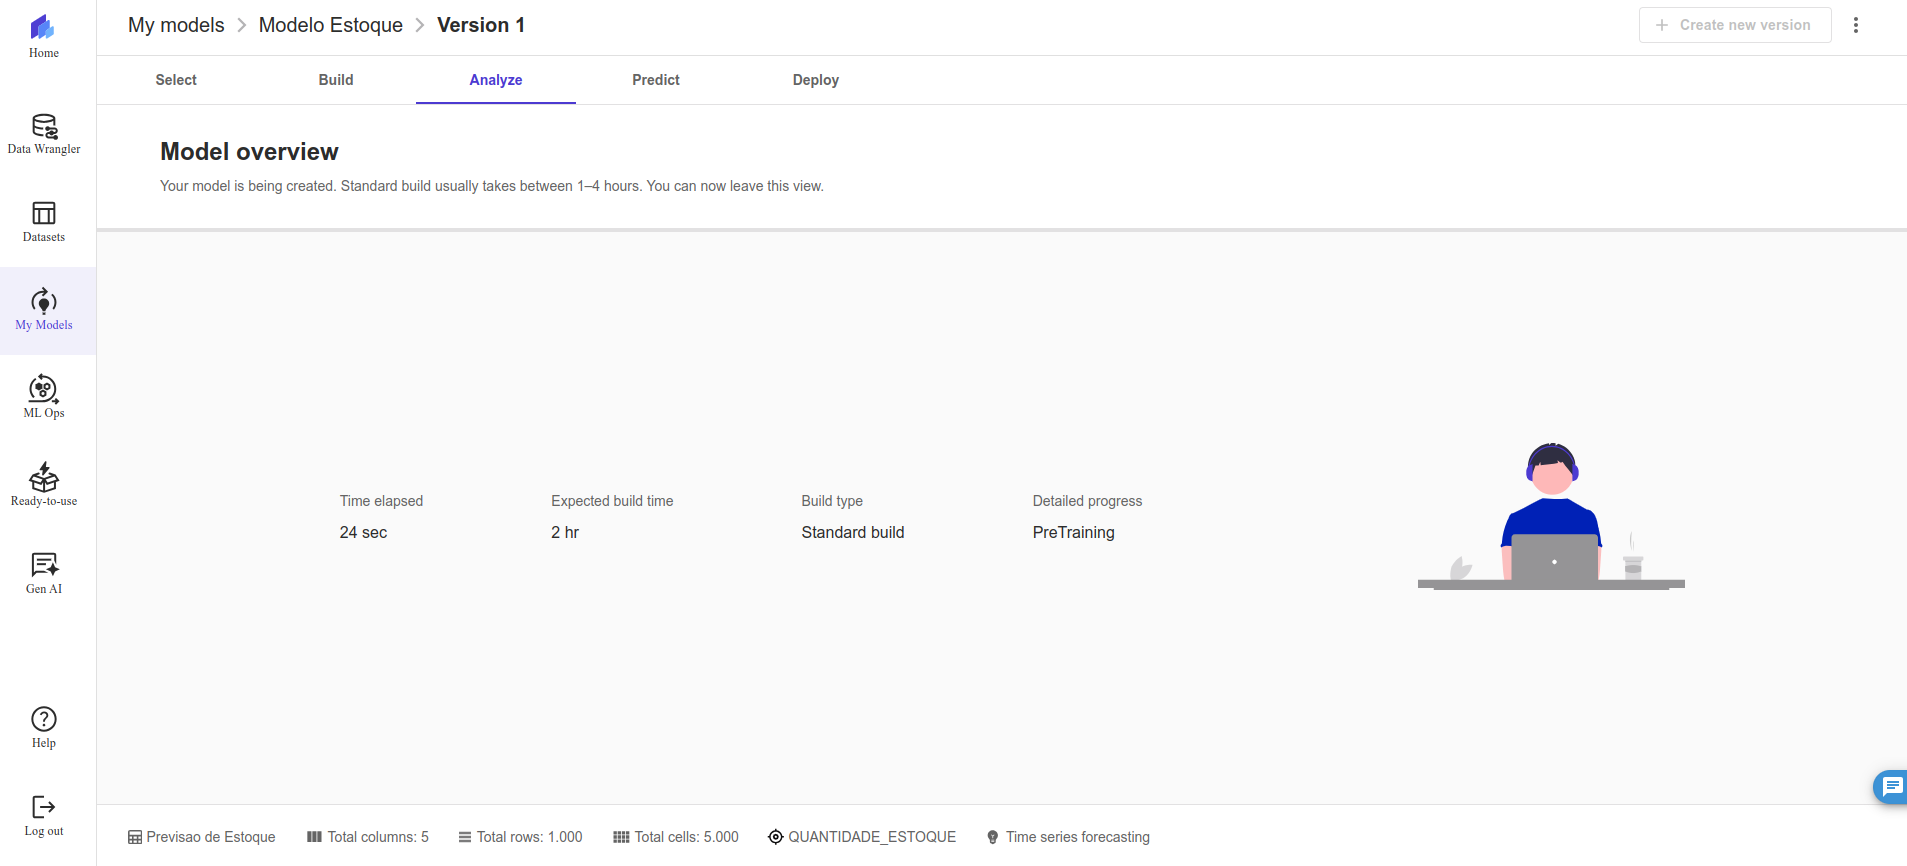 My models > Modelo Estoque > Version 1
+ Create new version
Home
Data Wrangler
Datasets
My Models
ML Ops
Ready-to-use
Gen AI
Help
Log out
Select Build Analyze Predict Deploy
Model overview
Your model is being created. Standard build usually takes between 1–4 hours. You can now leave this view.
Time elapsed Expected build time Build type Detailed progress
24 sec 2 hr Standard build PreTraining
Previsao de Estoque Total columns: 5 Total rows: 1.000 Total cells: 5.000 QUANTIDADE_ESTOQUE Time series forecasting